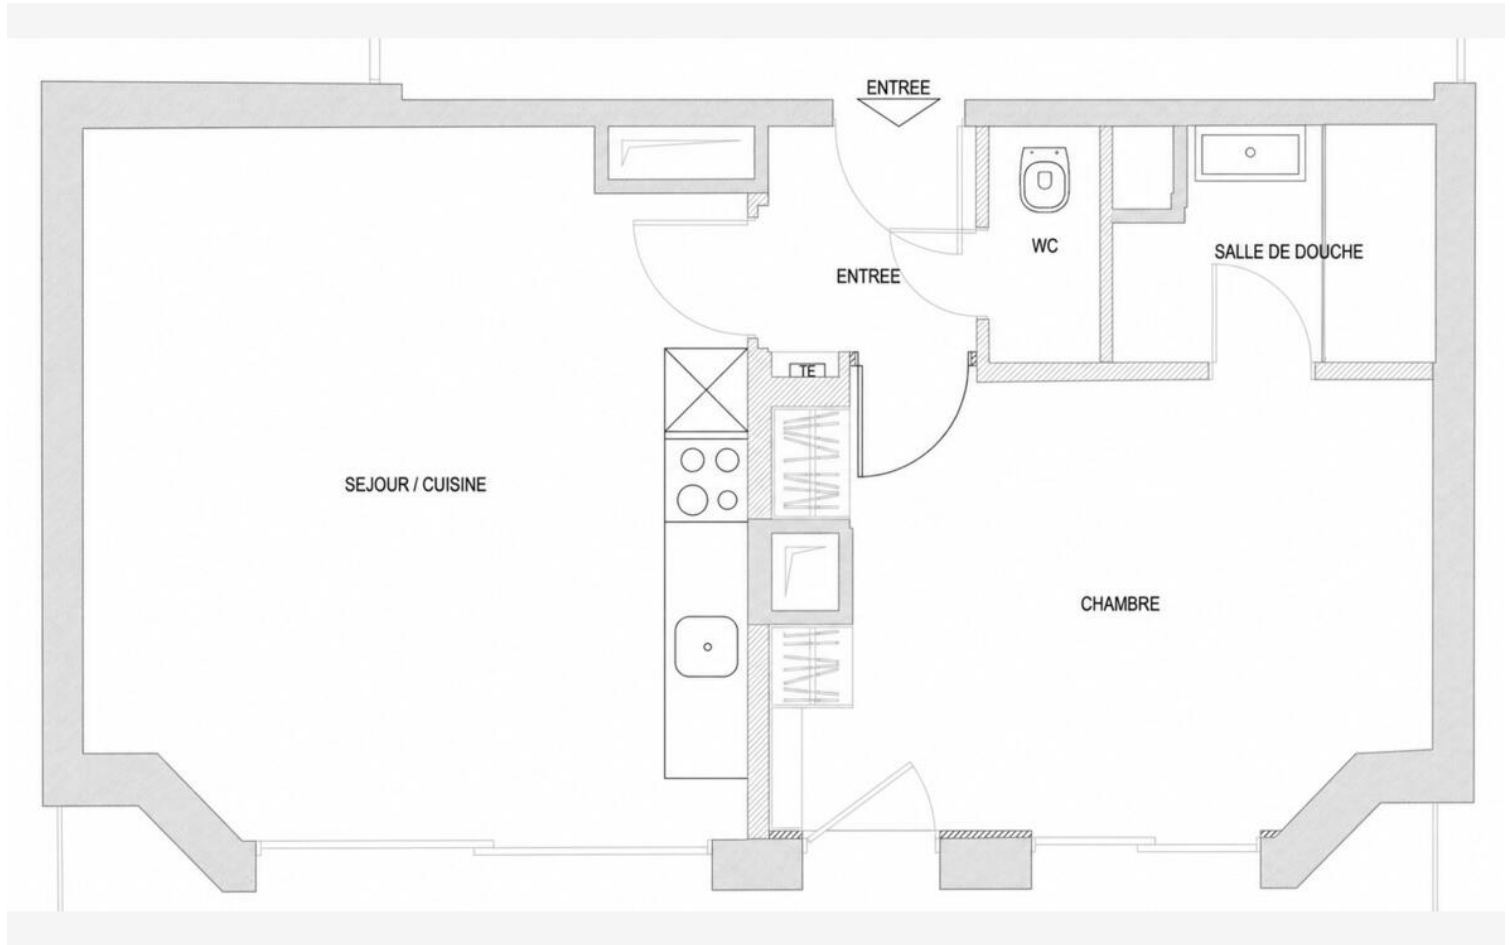 ENTREE
WC
SALLE DE DOUCHE
ENTREE
TE
SEJOUR / CUISINE
CHAMBRE